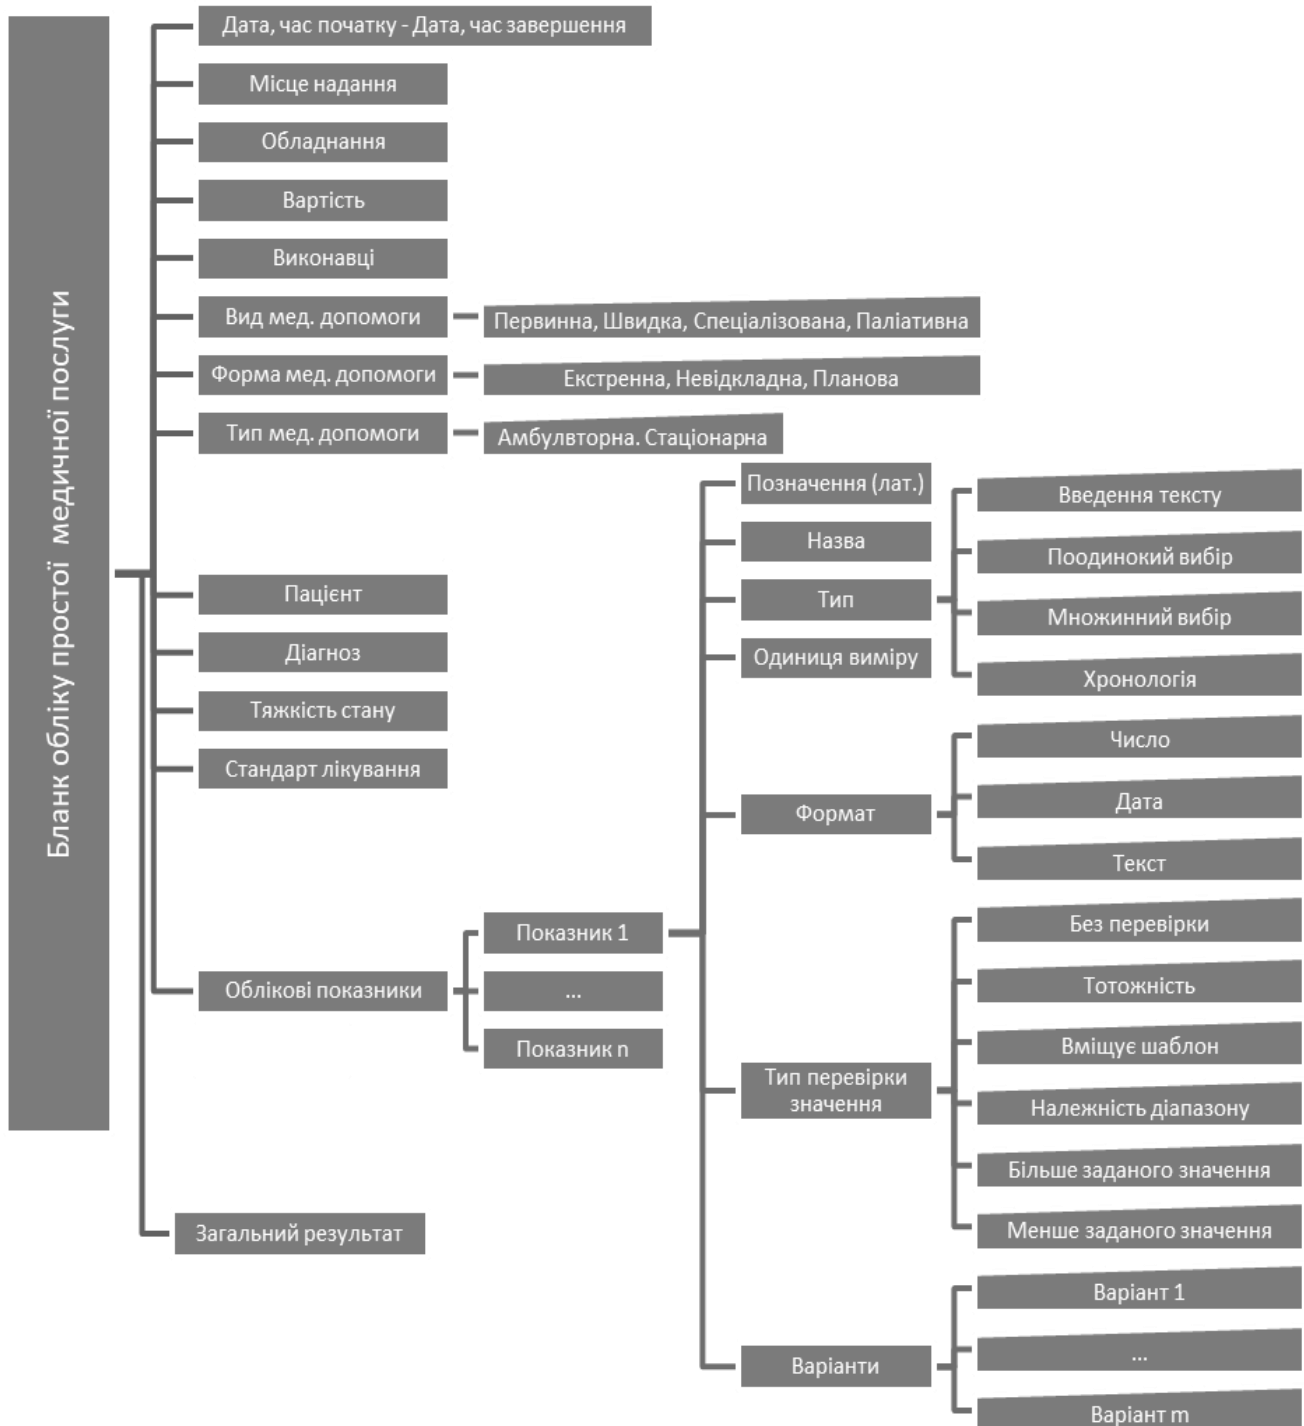 Бланк обліку простої медичної послуги
Дата, час початку - Дата, час завершення
Місце надання
Обладнання
Вартість
Виконавці
Вид мед. допомоги
Первинна, Швидка, Спеціалізована, Паліативна
Форма мед. допомоги
Екстренна, Невідкладна, Планова
Тип мед. допомоги
Амбулвторна. Стаціонарна
Пацієнт
Діагноз
Тяжкість стану
Стандарт лікування
Облікові показники
Показник 1
...
Показник n
Позначення (лат.)
Назва
Тип
Введення тексту
Поодинокий вибір
Множинний вибір
Хронологія
Одиниця виміру
Формат
Число
Дата
Текст
Тип перевірки
значення
Без перевірки
Тотожність
Вміщує шаблон
Належність діапазону
Більше заданого значення
Менше заданого значення
Варіанти
Варіант 1
...
Варіант m
Загальний результат